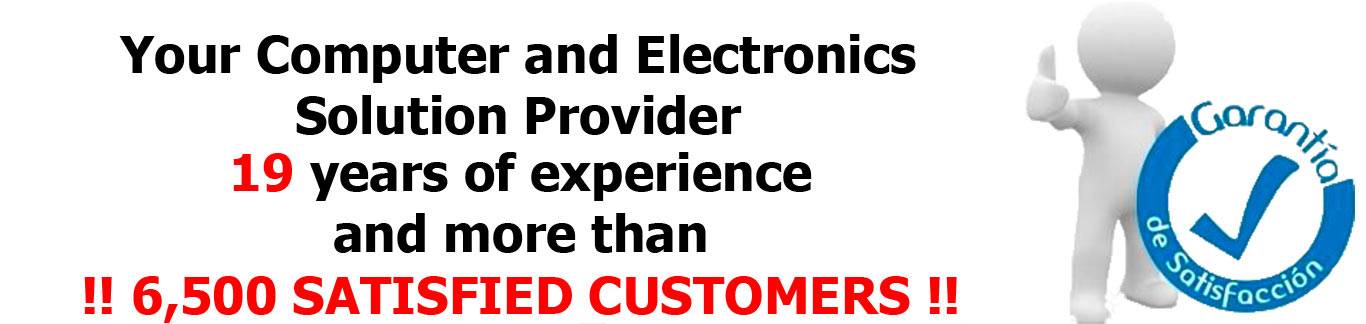 Your Computer and Electronics
Solution Provider
19 years of experience
and more than
!! 6,500 SATISFIED CUSTOMERS !!
Garantía
de Satisfacción